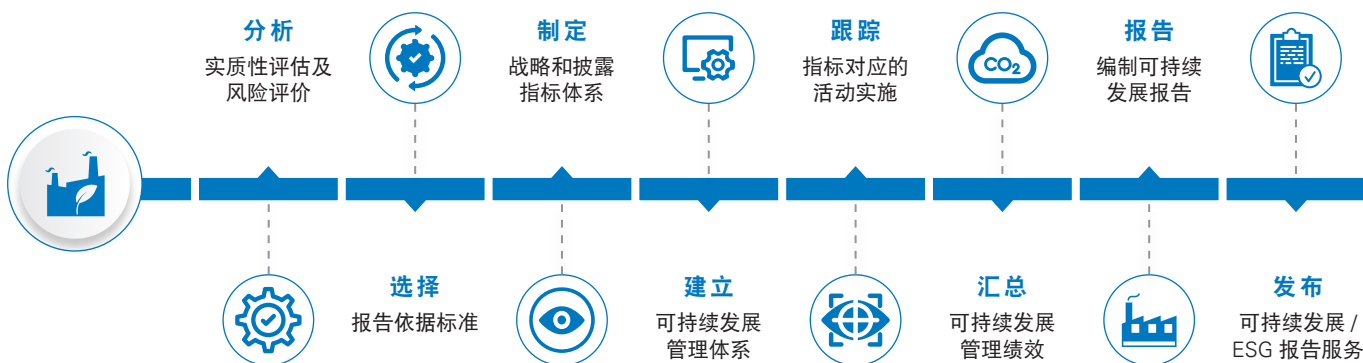 分析
实质性评估及
风险评价
选择
报告依据标准
制定
战略和披露
指标体系
建立
可持续发展
管理体系
跟踪
指标对应的
活动实施
CO₂
汇总
可持续发展
管理绩效
报告
编制可持续
发展报告
发布
可持续发展 /
ESG 报告服务